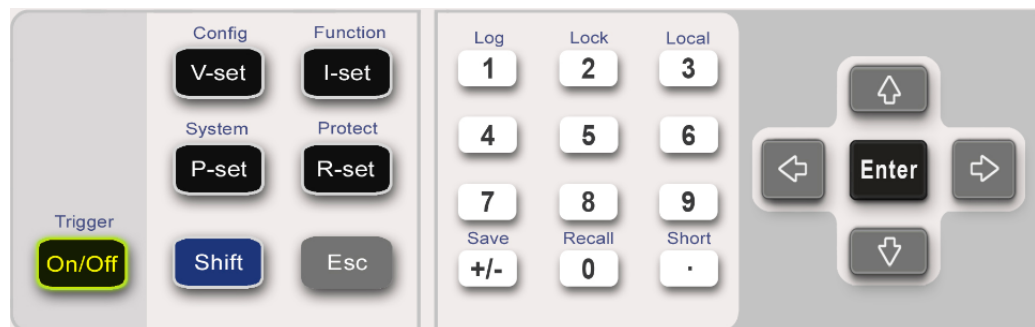 Config Function
V-set I-set
System Protect
P-set R-set
Trigger
On/Off Shift Esc
Log Lock Local
1 2 3
4 5 6
7 8 9
Save Recall Short
+/- 0 .
Enter